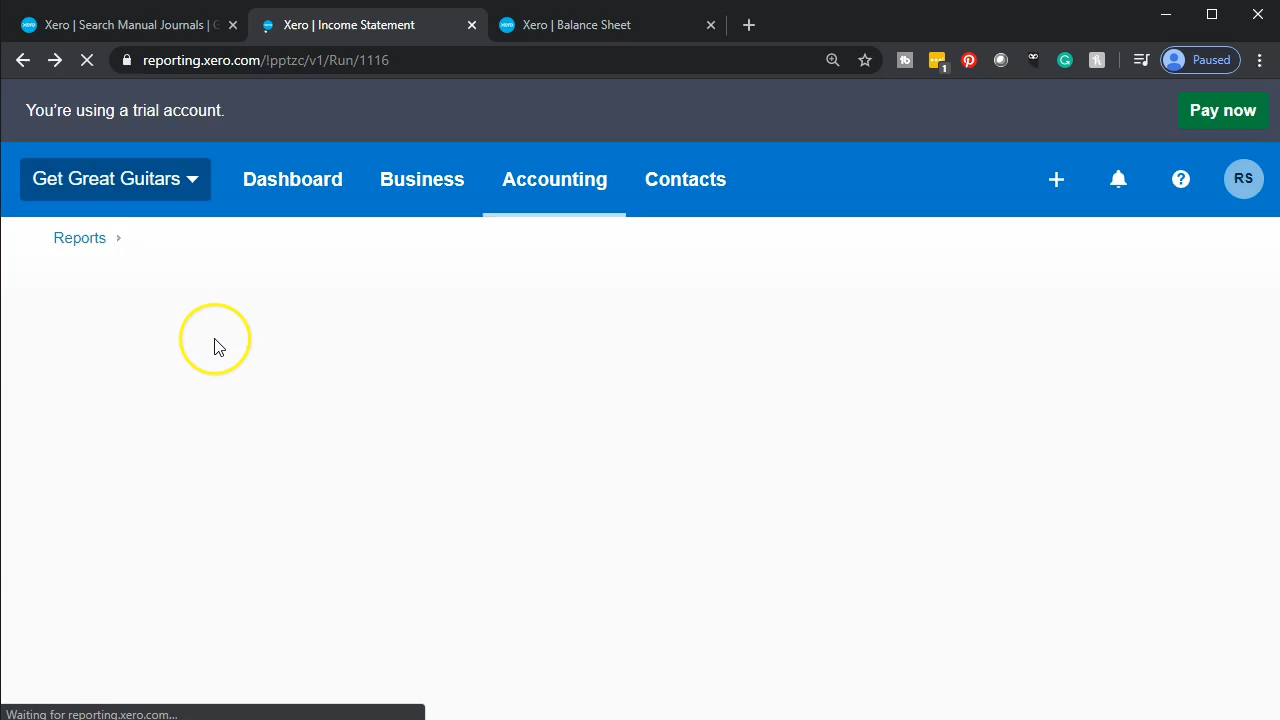 Xero | Search Manual Journals | G
Xero | Income Statement
Xero | Balance Sheet
reporting.xero.com/!pptzc/v1/Run/1116
1
Paused
You're using a trial account.
Pay now
Get Great Guitars
Dashboard
Business
Accounting
Contacts
RS
Reports
Waiting for reporting.xero.com...